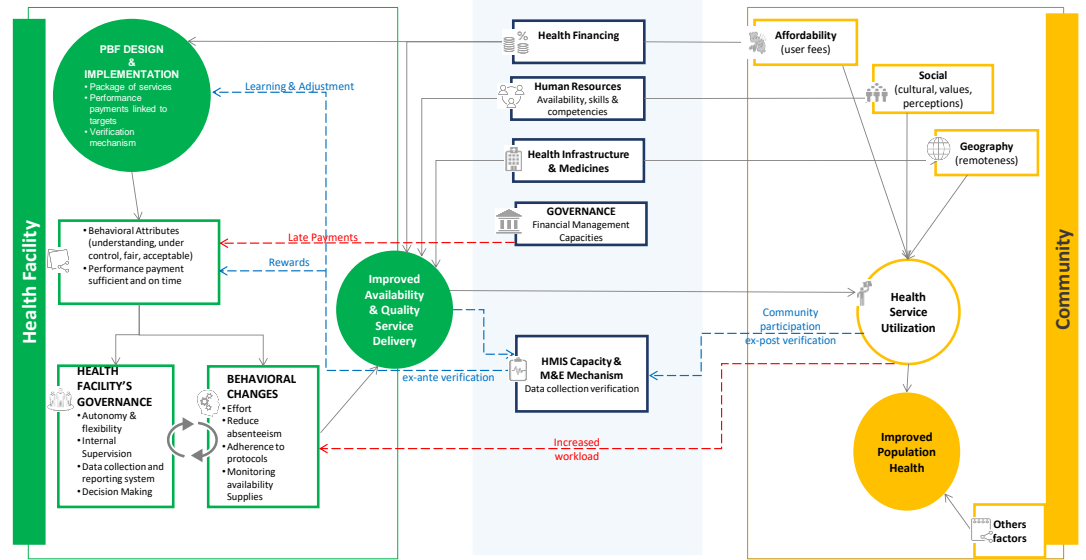 Health Facility
PBF DESIGN
&
IMPLEMENTATION
• Package of services
• Performance
payments linked to
targets
• Verification
mechanism
Learning & Adjustment
• Behavioral Attributes
(understanding, under
control, fair, acceptable)
• Performance payment
sufficient and on time
Late Payments
Rewards
HEALTH
FACILITY'S
GOVERNANCE
• Autonomy &
flexibility
• Internal
Supervision
• Data collection and
reporting system
• Decision Making
BEHAVIORAL
CHANGES
• Effort
• Reduce
absenteeism
• Adherence to
protocols
• Monitoring
availability
Supplies
Improved
Availability
& Quality
Service
Delivery
ex-ante verification
Health Financing
Human Resources
Availability, skills &
competencies
Health Infrastructure
& Medicines
GOVERNANCE
Financial Management
Capacities
HMIS Capacity &
M&E Mechanism
Data collection verification
Increased
workload
Community
participation
ex-post verification
Affordability
(user fees)
Social
(cultural, values,
perceptions)
Geography
(remoteness)
Health
Service
Utilization
Improved
Population
Health
Others
factors
Community